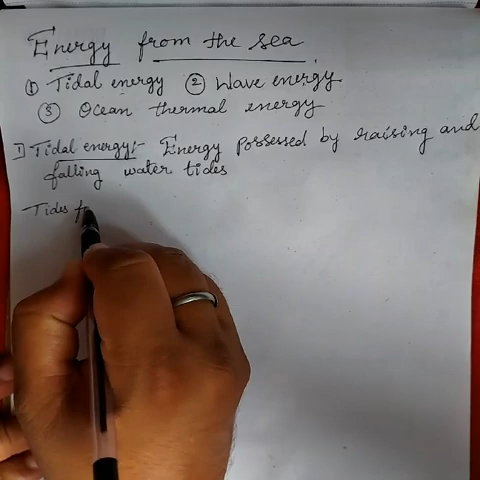 Energy from the sea
① Tidal energy ② Wave energy
③ Ocean thermal energy
1) Tidal energy:- Energy possessed by raising and
falling water tides
Tides f